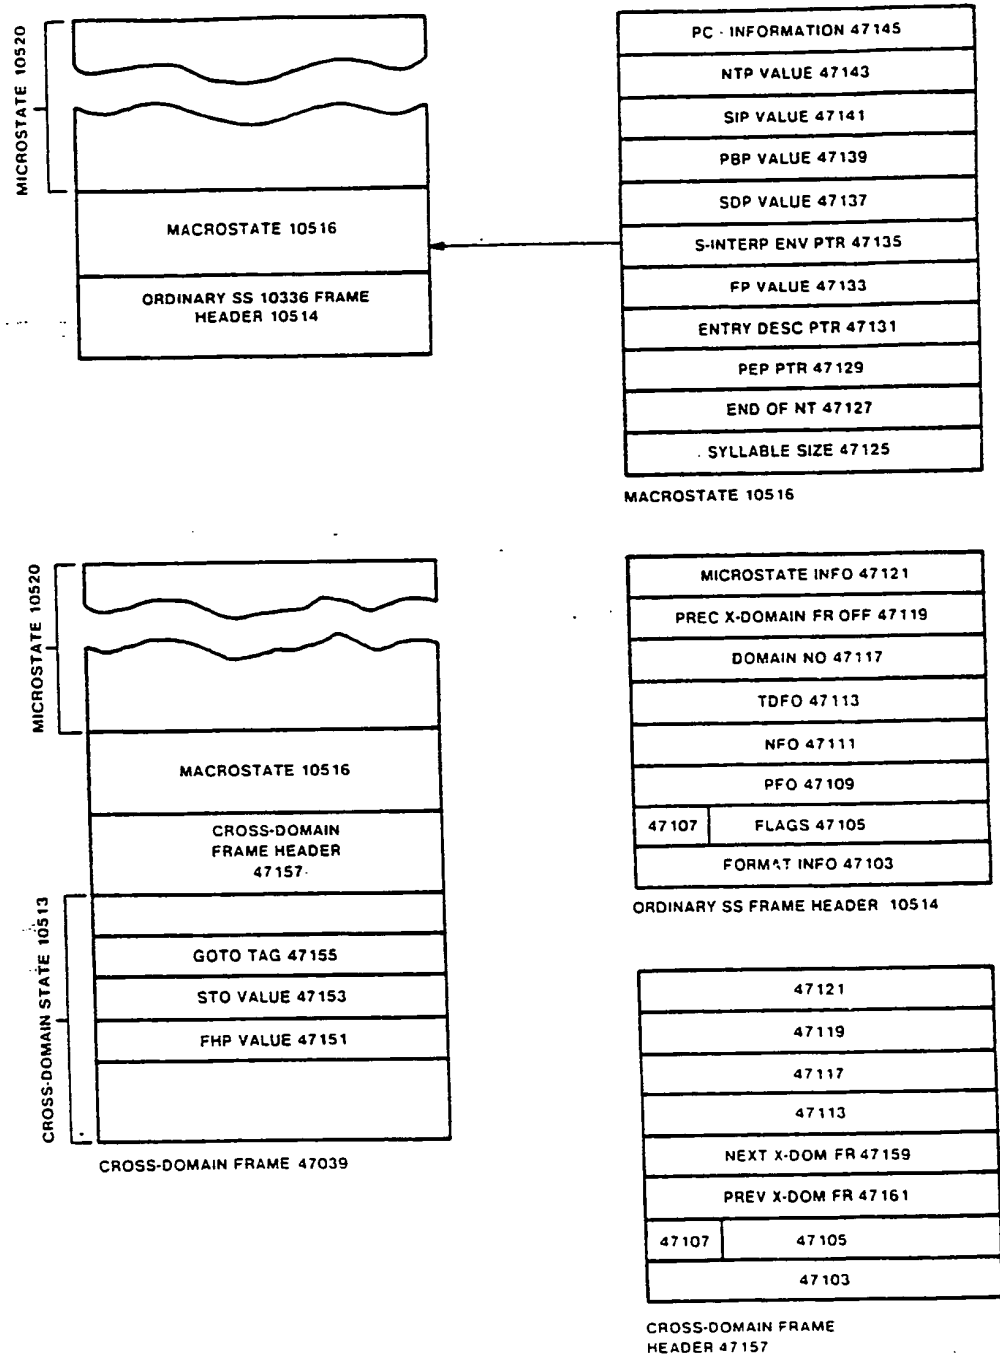 MICROSTATE 10520
MACROSTATE 10516
ORDINARY SS 10336 FRAME
HEADER 10514
PC - INFORMATION 47145
NTP VALUE 47143
SIP VALUE 47141
PBP VALUE 47139
SDP VALUE 47137
S-INTERP ENV PTR 47135
FP VALUE 47133
ENTRY DESC PTR 47131
PEP PTR 47129
END OF NT 47127
SYLLABLE SIZE 47125
MACROSTATE 10516
MICROSTATE 10520
MACROSTATE 10516
CROSS-DOMAIN
FRAME HEADER
47157
CROSS-DOMAIN STATE 10513
GOTO TAG 47155
STO VALUE 47153
FHP VALUE 47151
CROSS-DOMAIN FRAME 47039
MICROSTATE INFO 47121
PREC X-DOMAIN FR OFF 47119
DOMAIN NO 47117
TDFO 47113
NFO 47111
PFO 47109
47107 FLAGS 47105
FORMAT INFO 47103
ORDINARY SS FRAME HEADER 10514
47121
47119
47117
47113
NEXT X-DOM FR 47159
PREV X-DOM FR 47161
47107 47105
47103
CROSS-DOMAIN FRAME
HEADER 47157